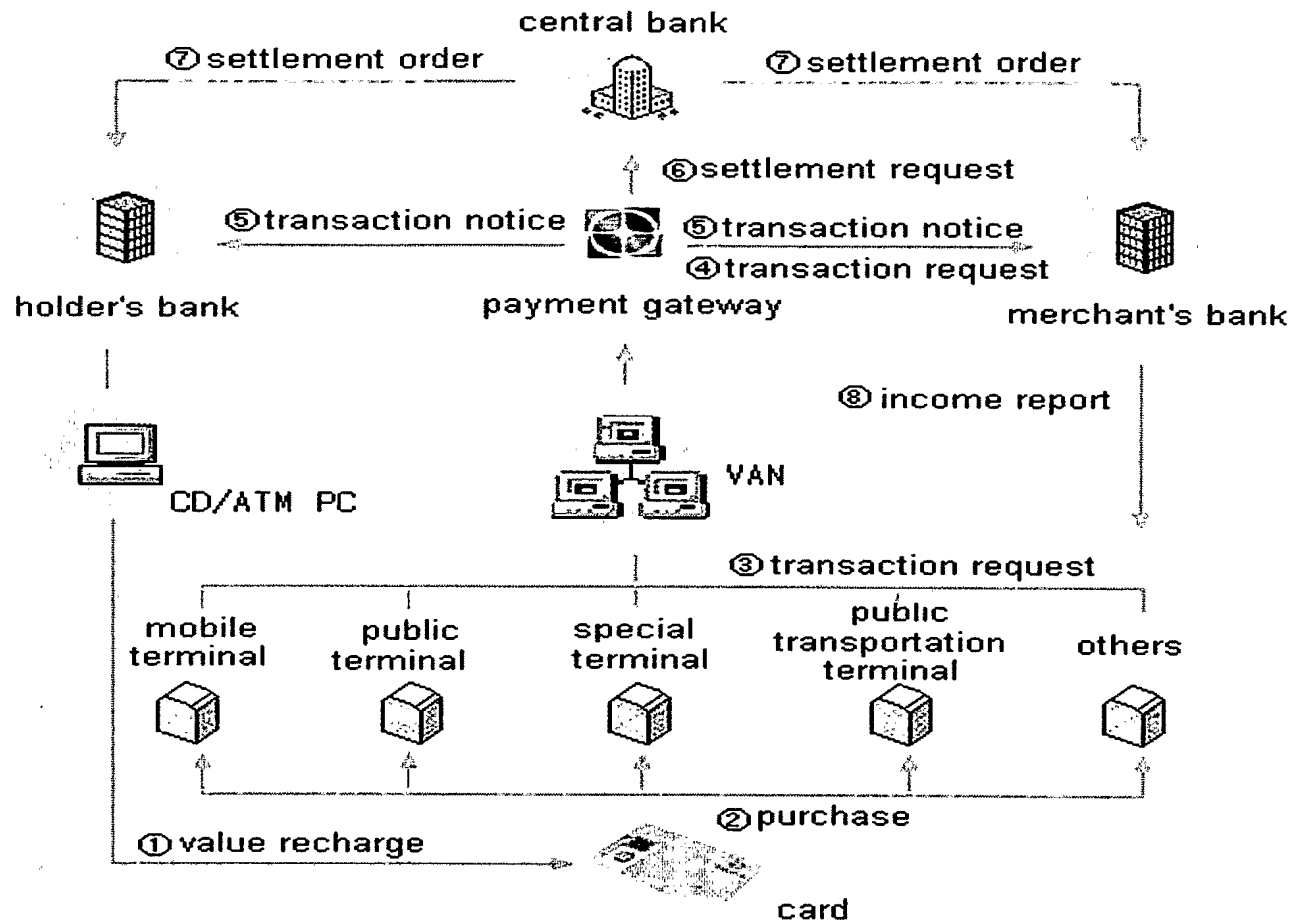 central bank
⑦settlement order
⑦settlement order
⑥settlement request
⑤transaction notice
⑤transaction notice
④transaction request
holder's bank
payment gateway
merchant's bank
⑧ income report
VAN
CD/ATM PC
③transaction request
mobile
terminal
public
terminal
special
terminal
public
transportation
terminal
others
②purchase
①value recharge
card